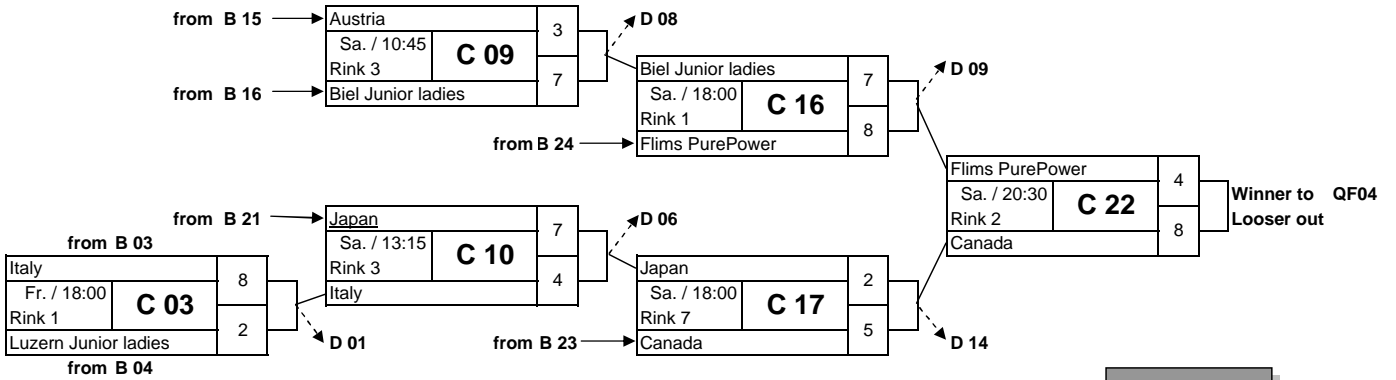 from B 15
Austria
3
Sa. / 10:45
Rink 3
C 09
7
from B 16
Biel Junior ladies
D 08
Biel Junior ladies
7
Sa. / 18:00
Rink 1
C 16
8
from B 24
Flims PurePower
D 09
Flims PurePower
4
Sa. / 20:30
Rink 2
C 22
8
Canada
Winner to QF04
Looser out
from B 21
Japan
7
Sa. / 13:15
Rink 3
C 10
4
Italy
D 06
from B 03
Italy
8
Fr. / 18:00
Rink 1
C 03
2
Luzern Junior ladies
from B 04
D 01
Japan
2
Sa. / 18:00
Rink 7
C 17
5
from B 23
Canada
D 14